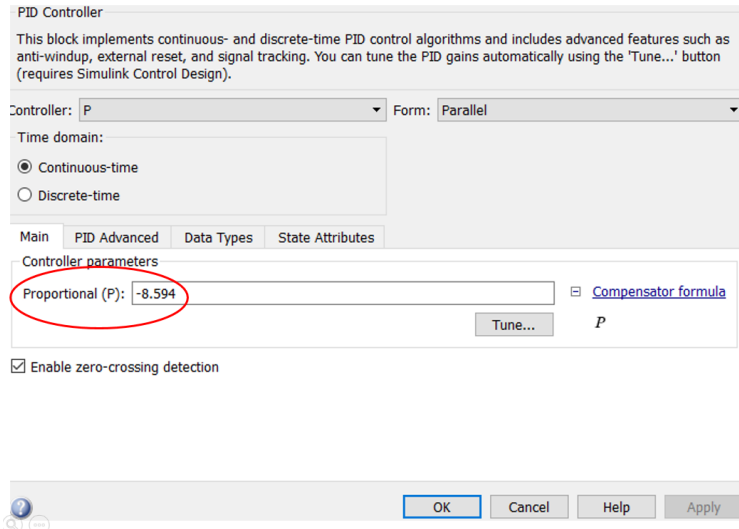 PID Controller
This block implements continuous- and discrete-time PID control algorithms and includes advanced features such as
anti-windup, external reset, and signal tracking. You can tune the PID gains automatically using the 'Tune...' button
(requires Simulink Control Design).
Controller: P Form: Parallel
Time domain:
Continuous-time
Discrete-time
Main PID Advanced Data Types State Attributes
Controller parameters
Proportional (P): -8.594 Compensator formula
Tune... P
Enable zero-crossing detection
OK Cancel Help Apply